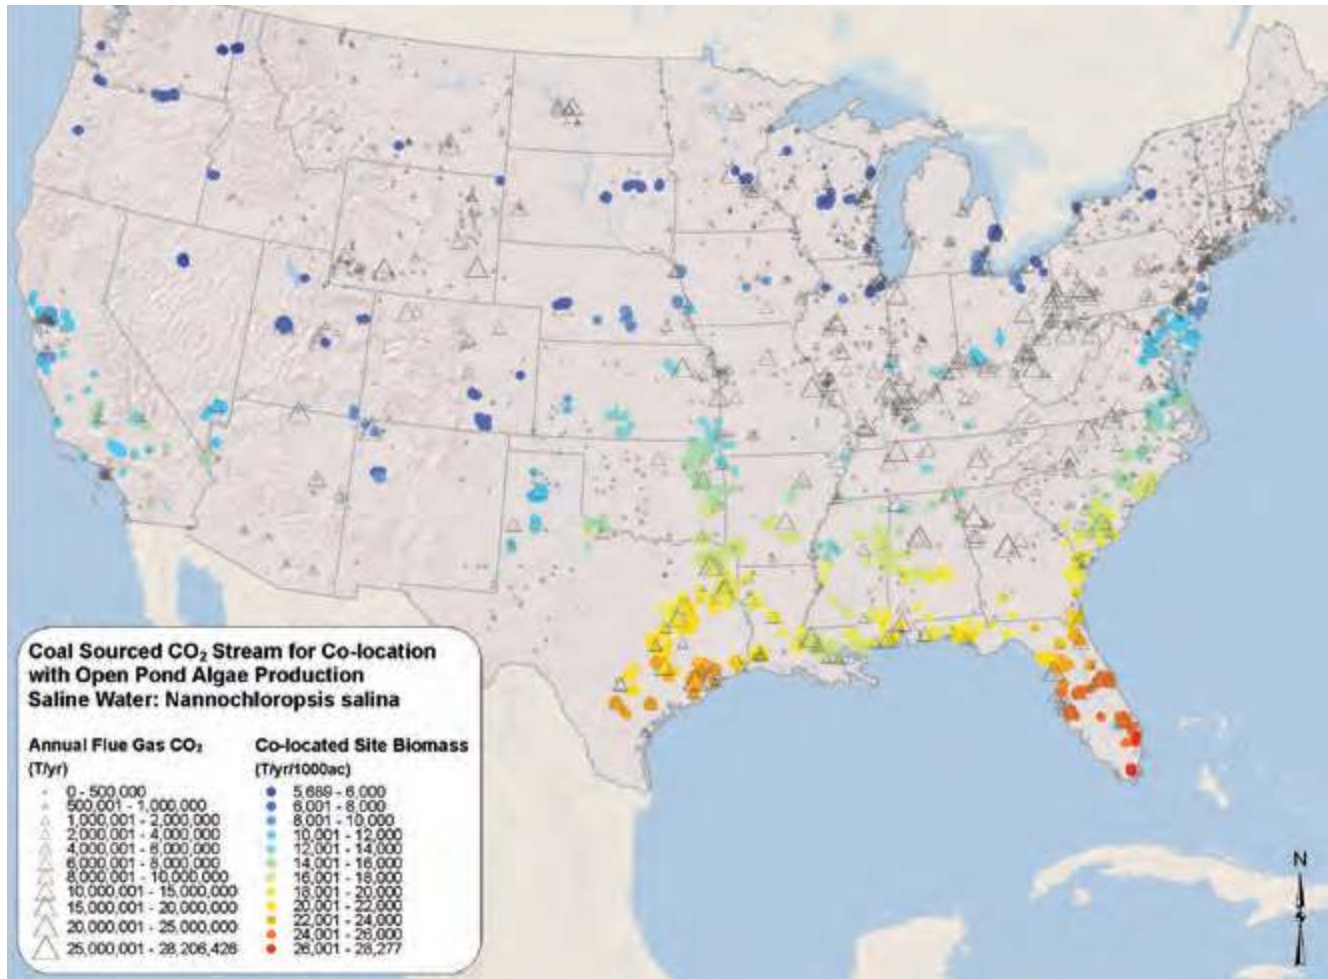 Coal Sourced CO₂ Stream for Co-location
with Open Pond Algae Production
Saline Water: Nannochloropsis salina
Annual Flue Gas CO₂
(T/yr)
0 - 500,000
500,001 - 1,000,000
1,000,001 - 2,000,000
2,000,001 - 4,000,000
4,000,001 - 6,000,000
6,000,001 - 8,000,000
8,000,001 - 10,000,000
10,000,001 - 15,000,000
15,000,001 - 20,000,000
20,000,001 - 25,000,000
25,000,001 - 28,206,426
Co-located Site Biomass
(T/yr/1000ac)
5,689 - 6,000
6,001 - 8,000
8,001 - 10,000
10,001 - 12,000
12,001 - 14,000
14,001 - 16,000
16,001 - 18,000
18,001 - 20,000
20,001 - 22,000
22,001 - 24,000
24,001 - 26,000
26,001 - 28,277
N